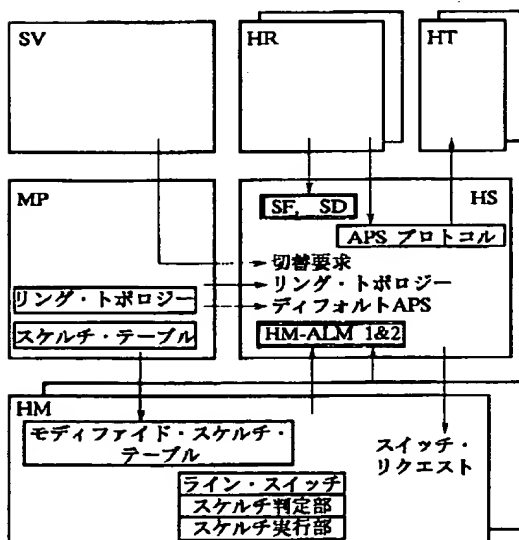 SV
HR
HT
MP
HS
SF, SD
APS プロトコル
切替要求
リング・トポロジー
リング・トポロジー
ディフォルトAPS
スケルチ・テーブル
HM-ALM 1&2
HM
モディファイド・スケルチ・
テーブル
スイッチ・
リクエスト
ライン・スイッチ
スケルチ判定部
スケルチ実行部